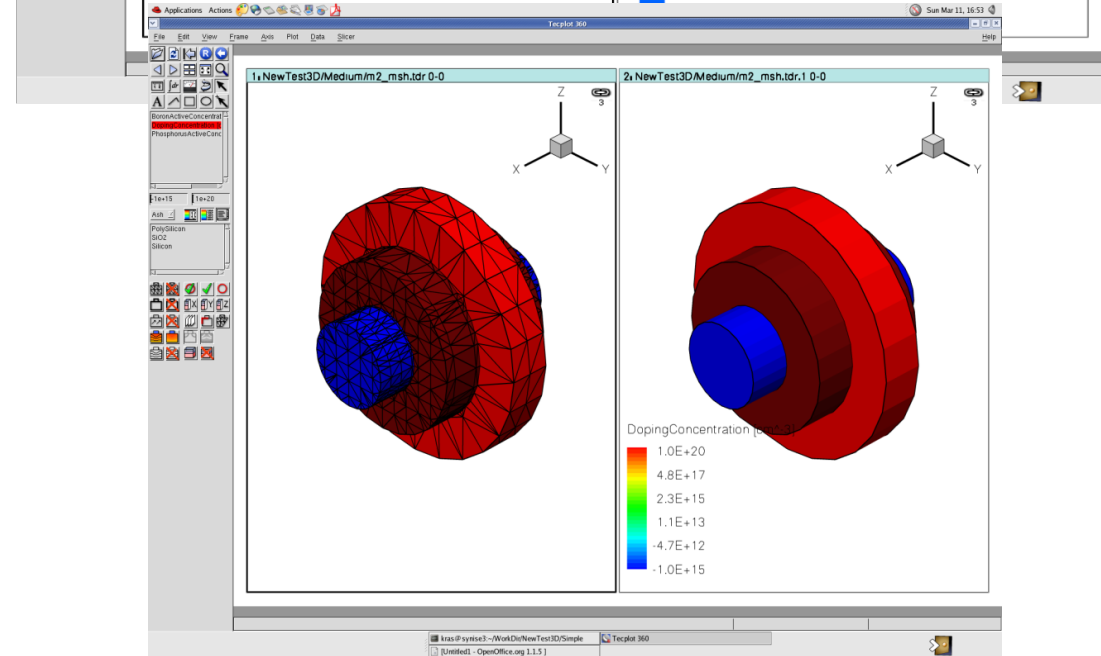 Applications Actions
Sun Mar 11, 16:53
Tecplot 360
File Edit View Frame Axis Plot Data Slicer
Help
BoronActiveConcentrat
DopingConcentration
PhosphorusActiveConc
-1e+15 1e+20
Ash
PolySilicon
SiO2
Silicon
1: NewTest3D/Medium/m2_msh.tdr 0-0
3
Z
X
Y
2: NewTest3D/Medium/m2_msh.tdr.1 0-0
3
Z
X
Y
DopingConcentration [cm^-3]
1.0E+20
4.8E+17
2.3E+15
1.1E+13
-4.7E+12
-1.0E+15
kras@synise3:~/WorkDir/NewTest3D/Simple
Tecplot 360
[Untitled1 - OpenOffice.org 1.1.5 ]